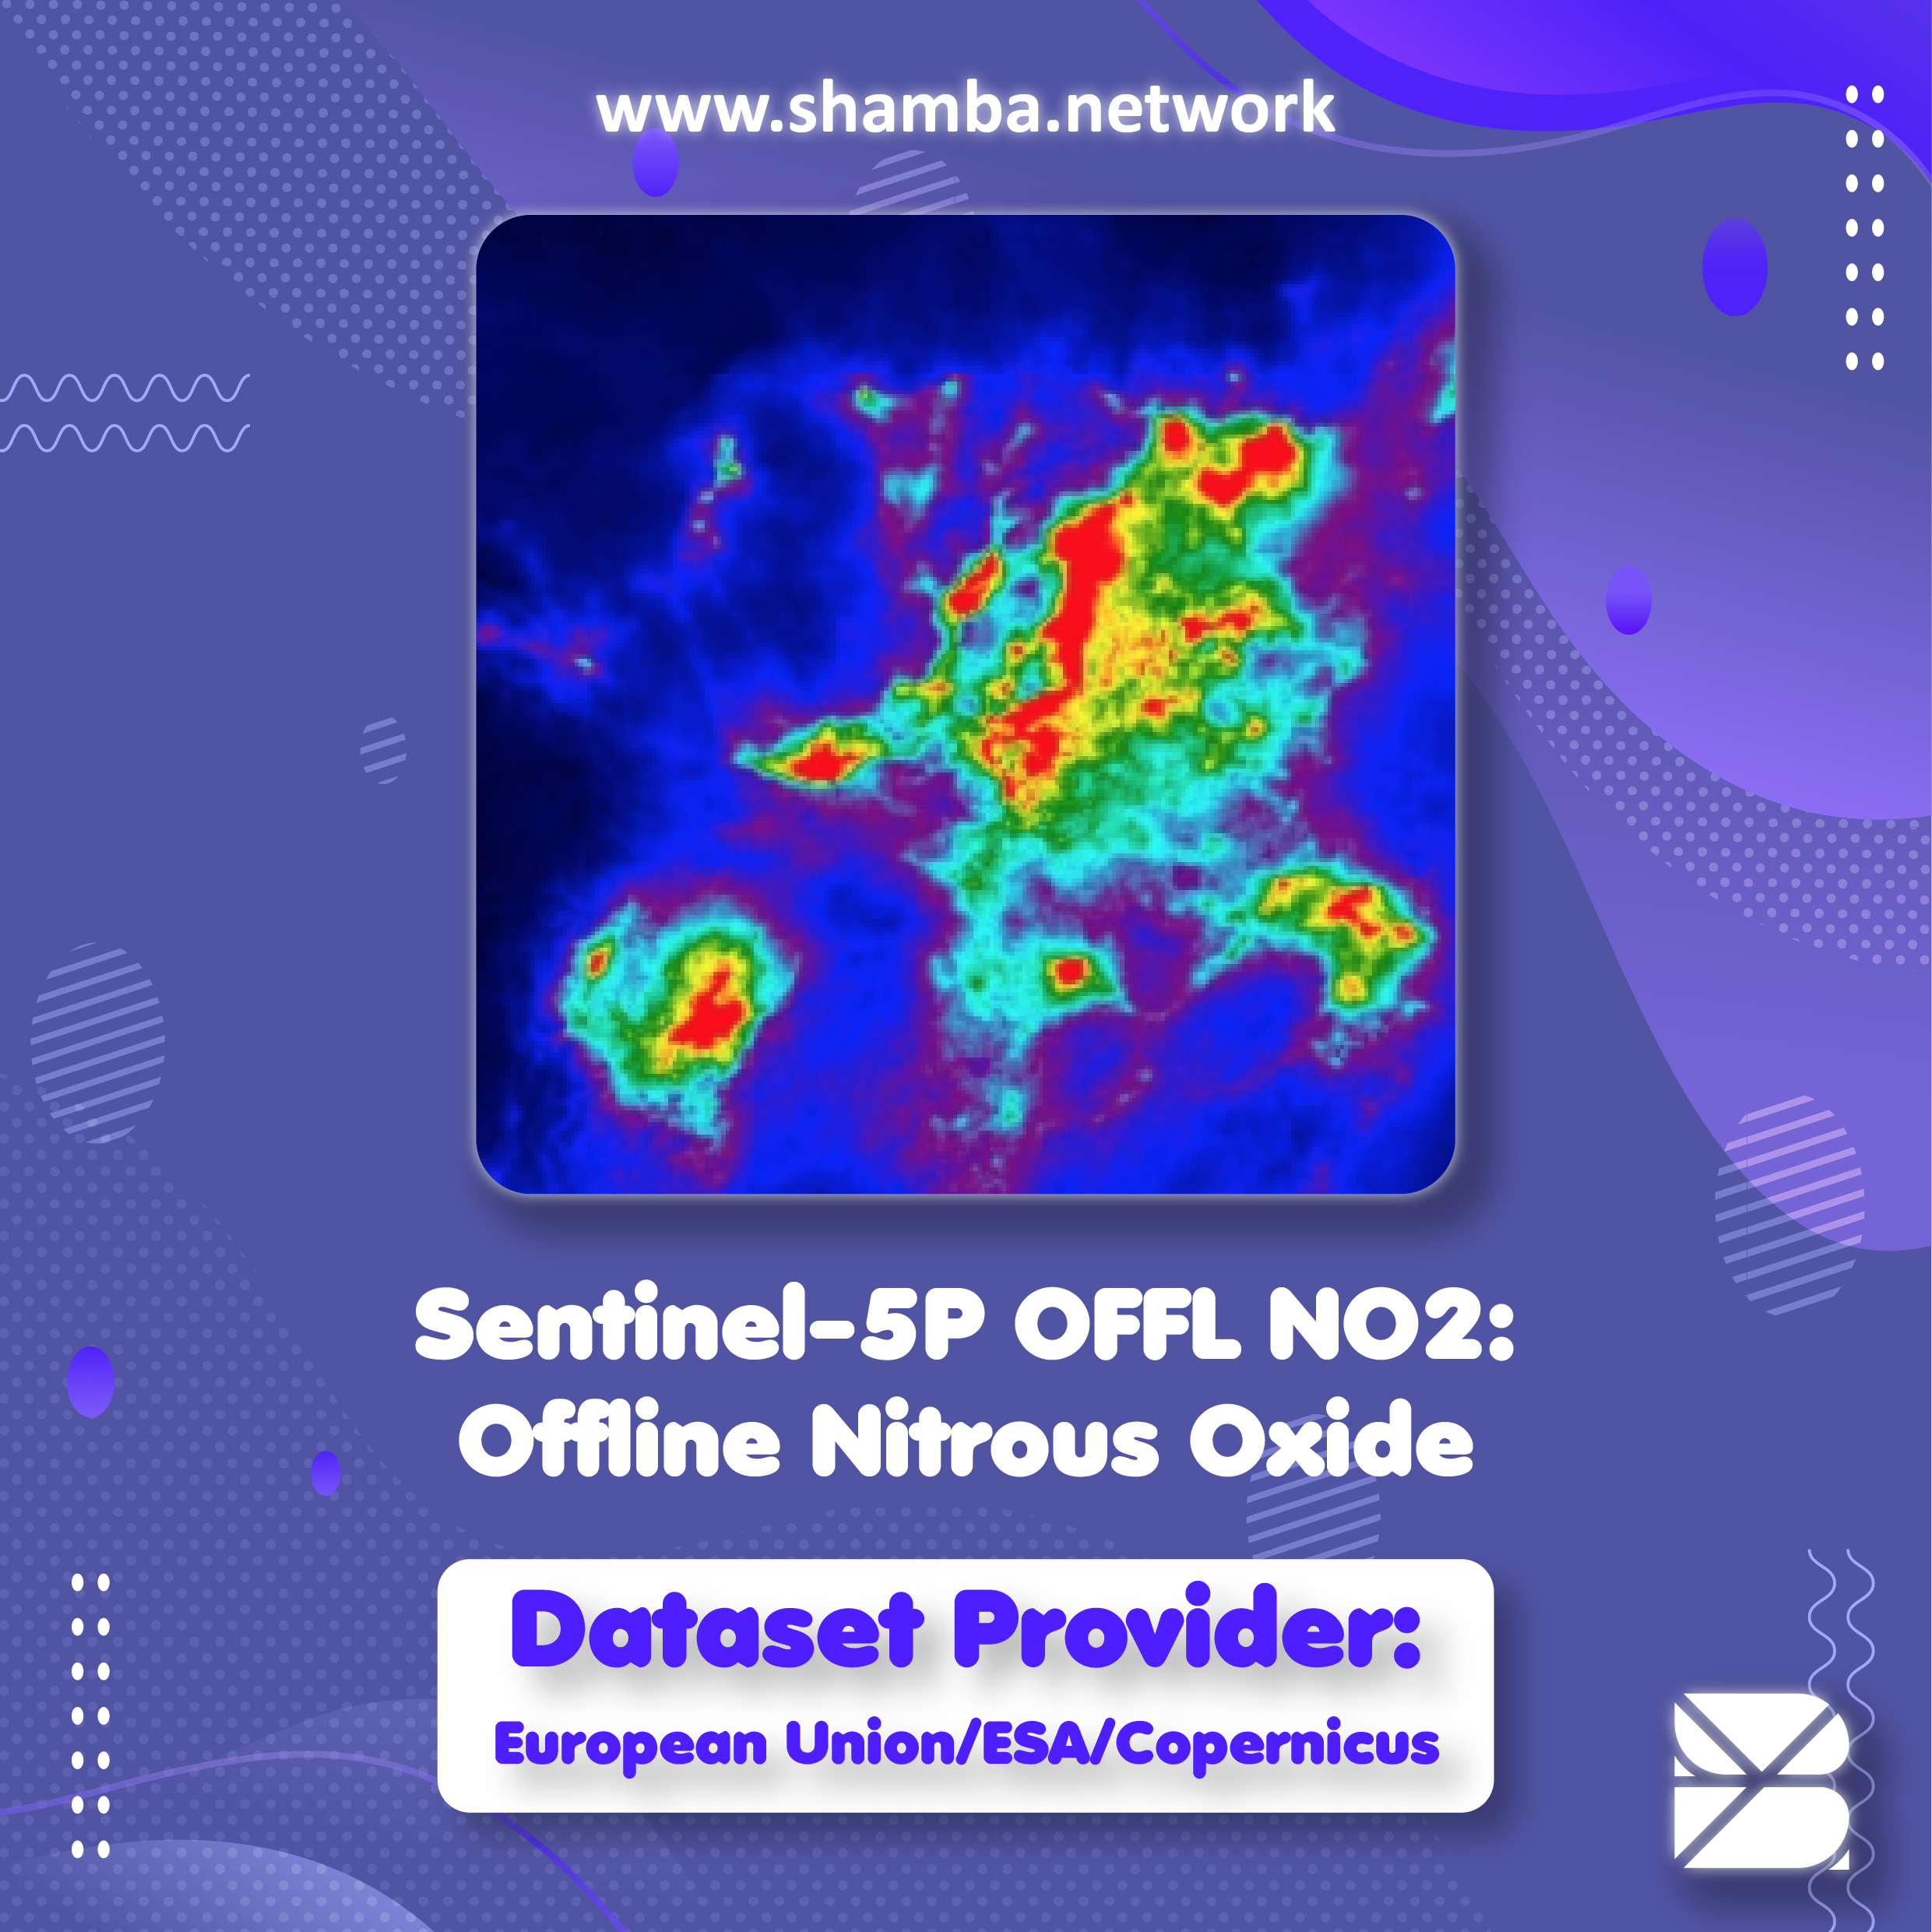 www.shamba.network
Sentinel-5P OFFL NO2:
Offline Nitrous Oxide
Dataset Provider:
European Union/ESA/Copernicus